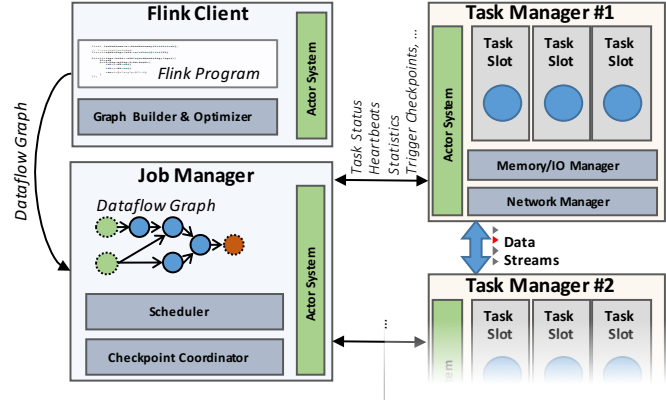 Flink Client
Flink Program
Graph Builder & Optimizer
Actor System
Dataflow Graph
Job Manager
Dataflow Graph
Scheduler
Checkpoint Coordinator
Actor System
Task Status
Heartbeats
Statistics
Trigger Checkpoints, ...
...
Task Manager #1
Actor System
Task
Slot
Task
Slot
Task
Slot
Memory/IO Manager
Network Manager
Data
Streams
Task Manager #2
Task
Slot
Task
Slot
Task
Slot